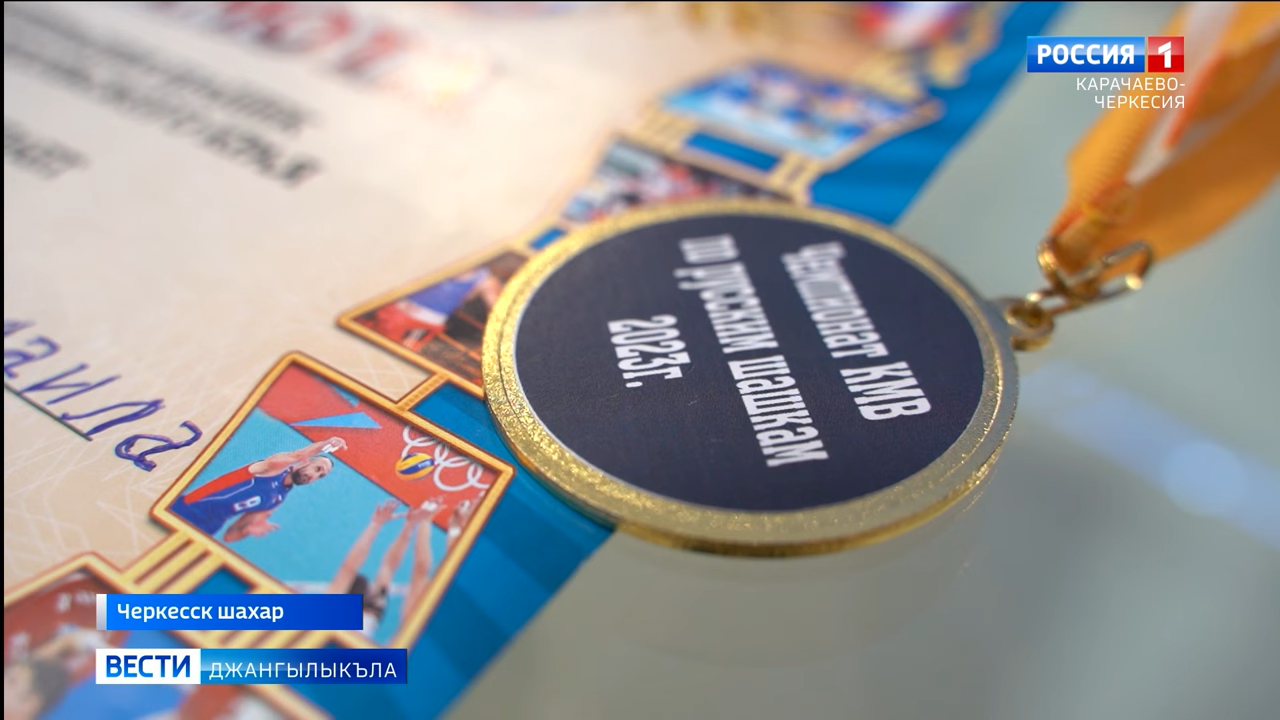 РОССИЯ 1
КАРАЧАЕВО-
ЧЕРКЕСИЯ
Чемпионат КМВ
по русским шашкам
2023г.
Черкесск шахар
ВЕСТИ ДЖАНГЫЛЫКЪЛА